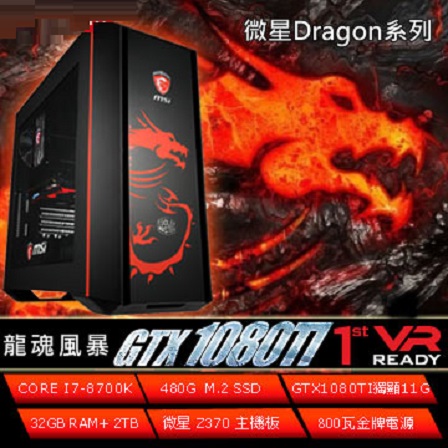 微星Dragon系列
msi
msi
龍魂風暴 GTX 1080TI 1st VR READY
CORE I7-8700K 480G M.2 SSD GTX1080TI獨顯11G
32GB RAM+ 2TB 微星 Z370 主機板 800瓦金牌電源